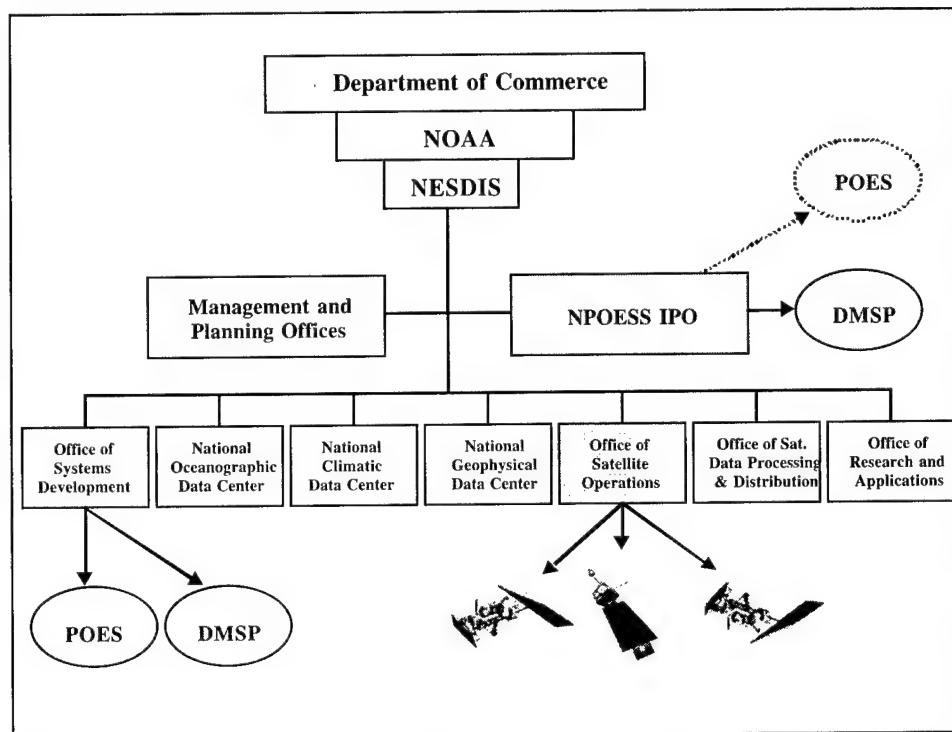 Department of Commerce
NOAA
NESDIS
POES
Management and
Planning Offices
NPOESS IPO
DMSP
Office of
Systems
Development
National
Oceanographic
Data Center
National
Climatic
Data Center
National
Geophysical
Data Center
Office of
Satellite
Operations
Office of Sat.
Data Processing
& Distribution
Office of
Research and
Applications
POES
DMSP